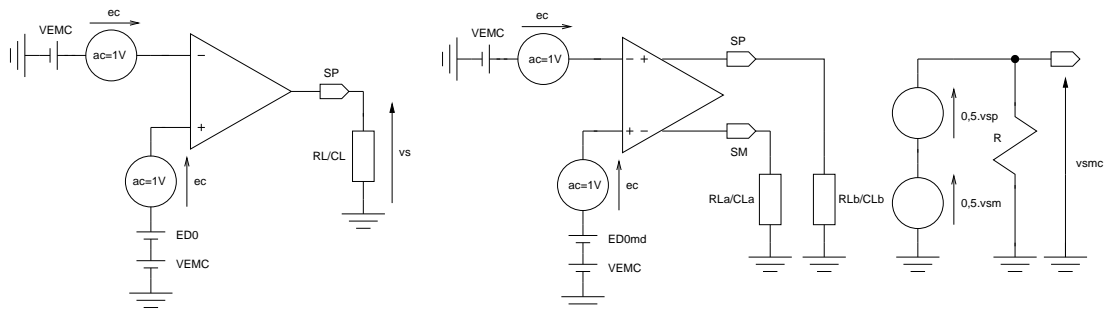 ec
VEMC
ac=1V
−
+
SP
RL/CL
vs
ac=1V
ec
ED0
VEMC
ec
VEMC
ac=1V
− +
+ −
SP
SM
ac=1V
ec
RLa/CLa
RLb/CLb
ED0md
VEMC
0,5.vsp
R
0,5.vsm
vsmc